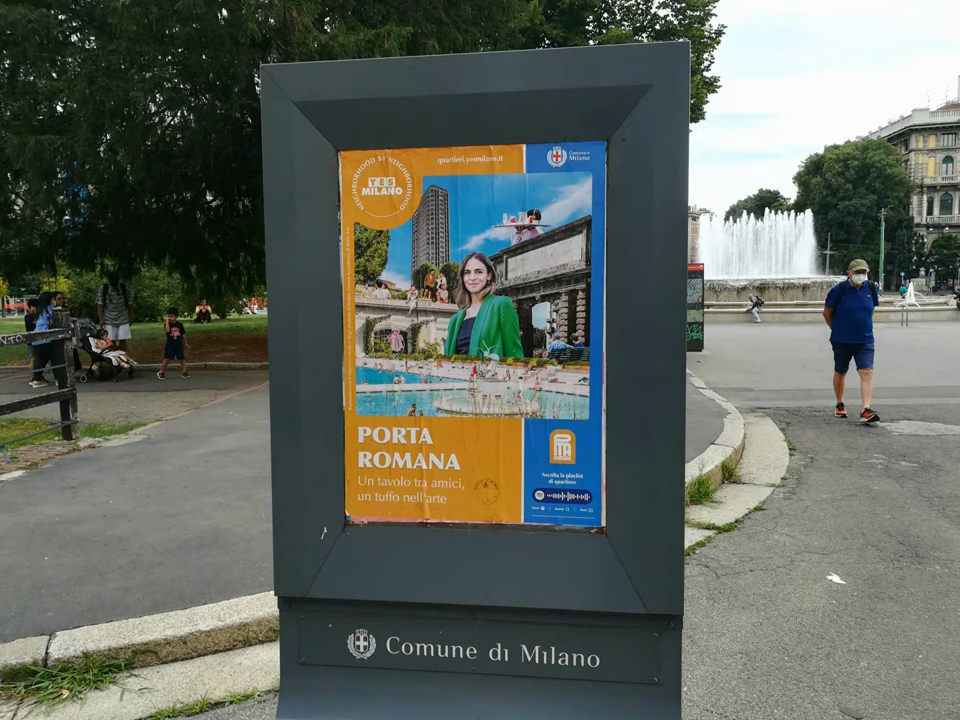 NEIGHBORHOOD BY NEIGHBORHOOD
YES
MILANO
quartieri.yesmilano.it
Comune di
Milano
PORTA
ROMANA
Un tavolo tra amici,
un tuffo nell'arte
Ascolta la playlist
di quartiere
Comune di Milano